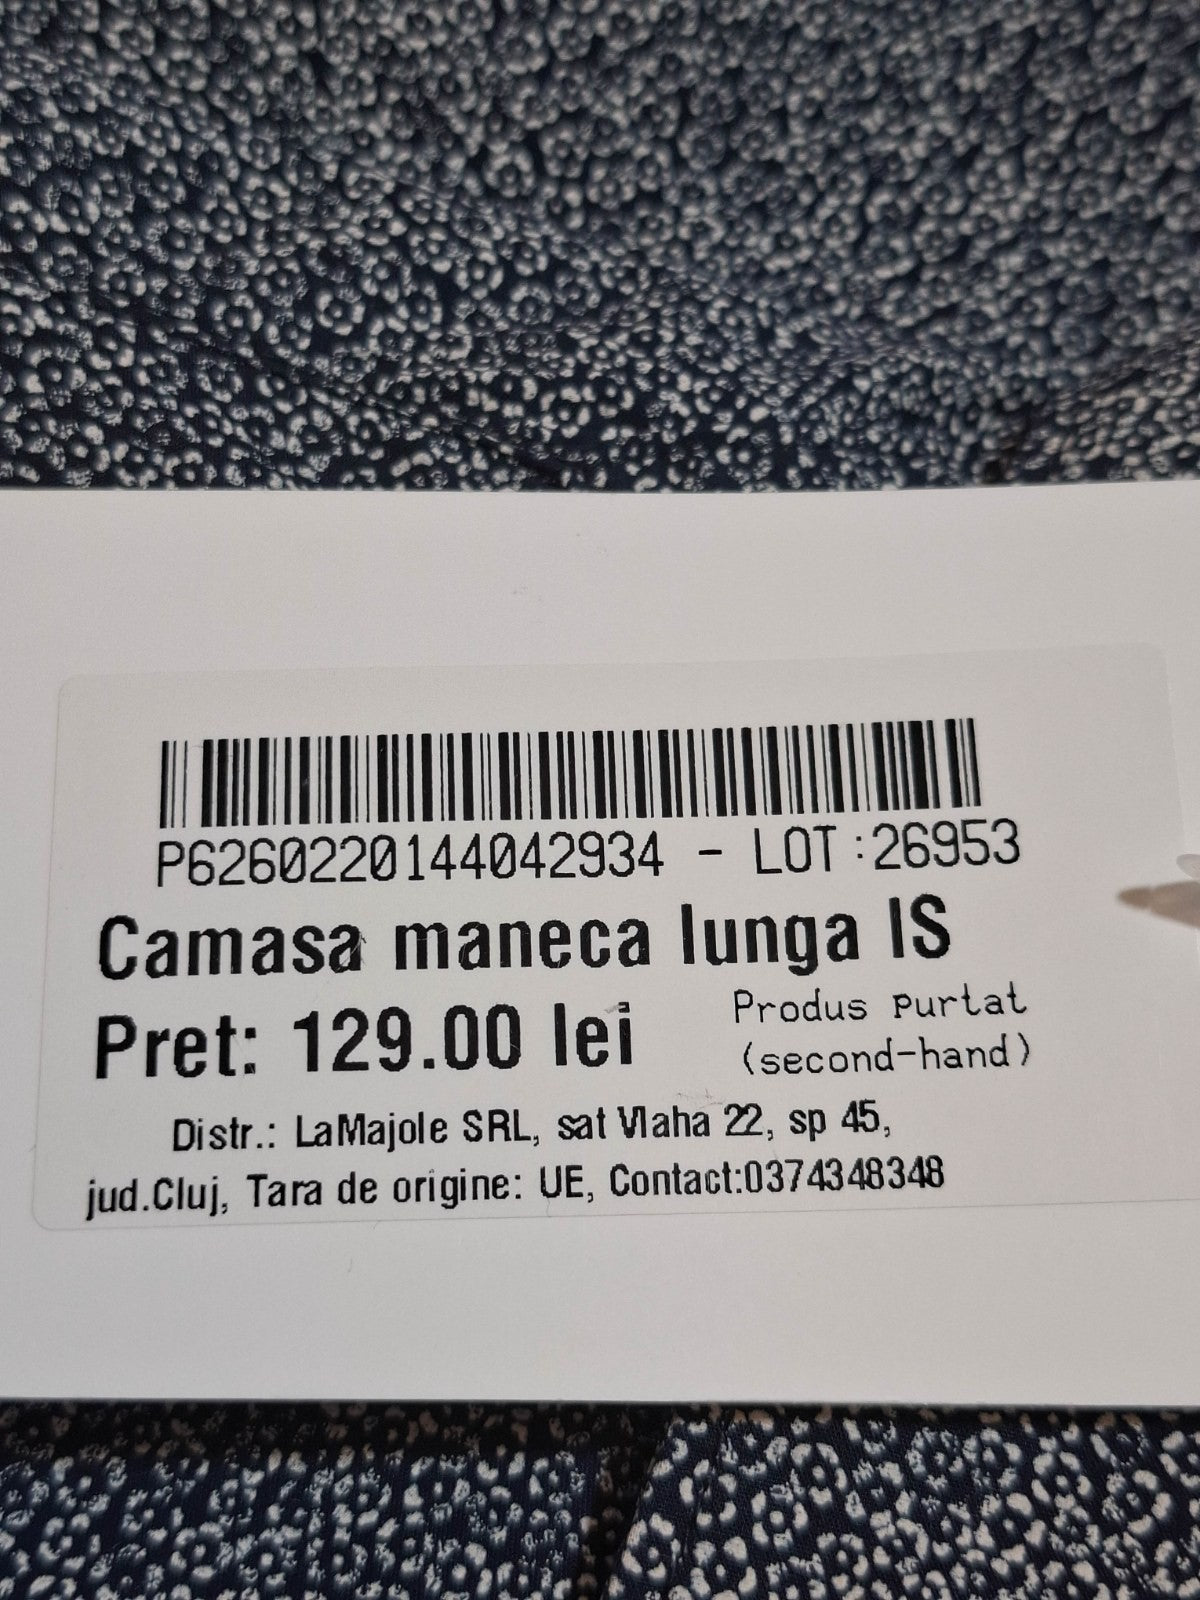 P6260220144042934 - LOT:26953
Camasa maneca lunga IS
Pret: 129.00 lei
Produs purtat
(second-hand)
Distr.: LaMajole SRL, sat Vlaha 22, sp 45,
jud.Cluj, Tara de origine: UE, Contact:0374348348